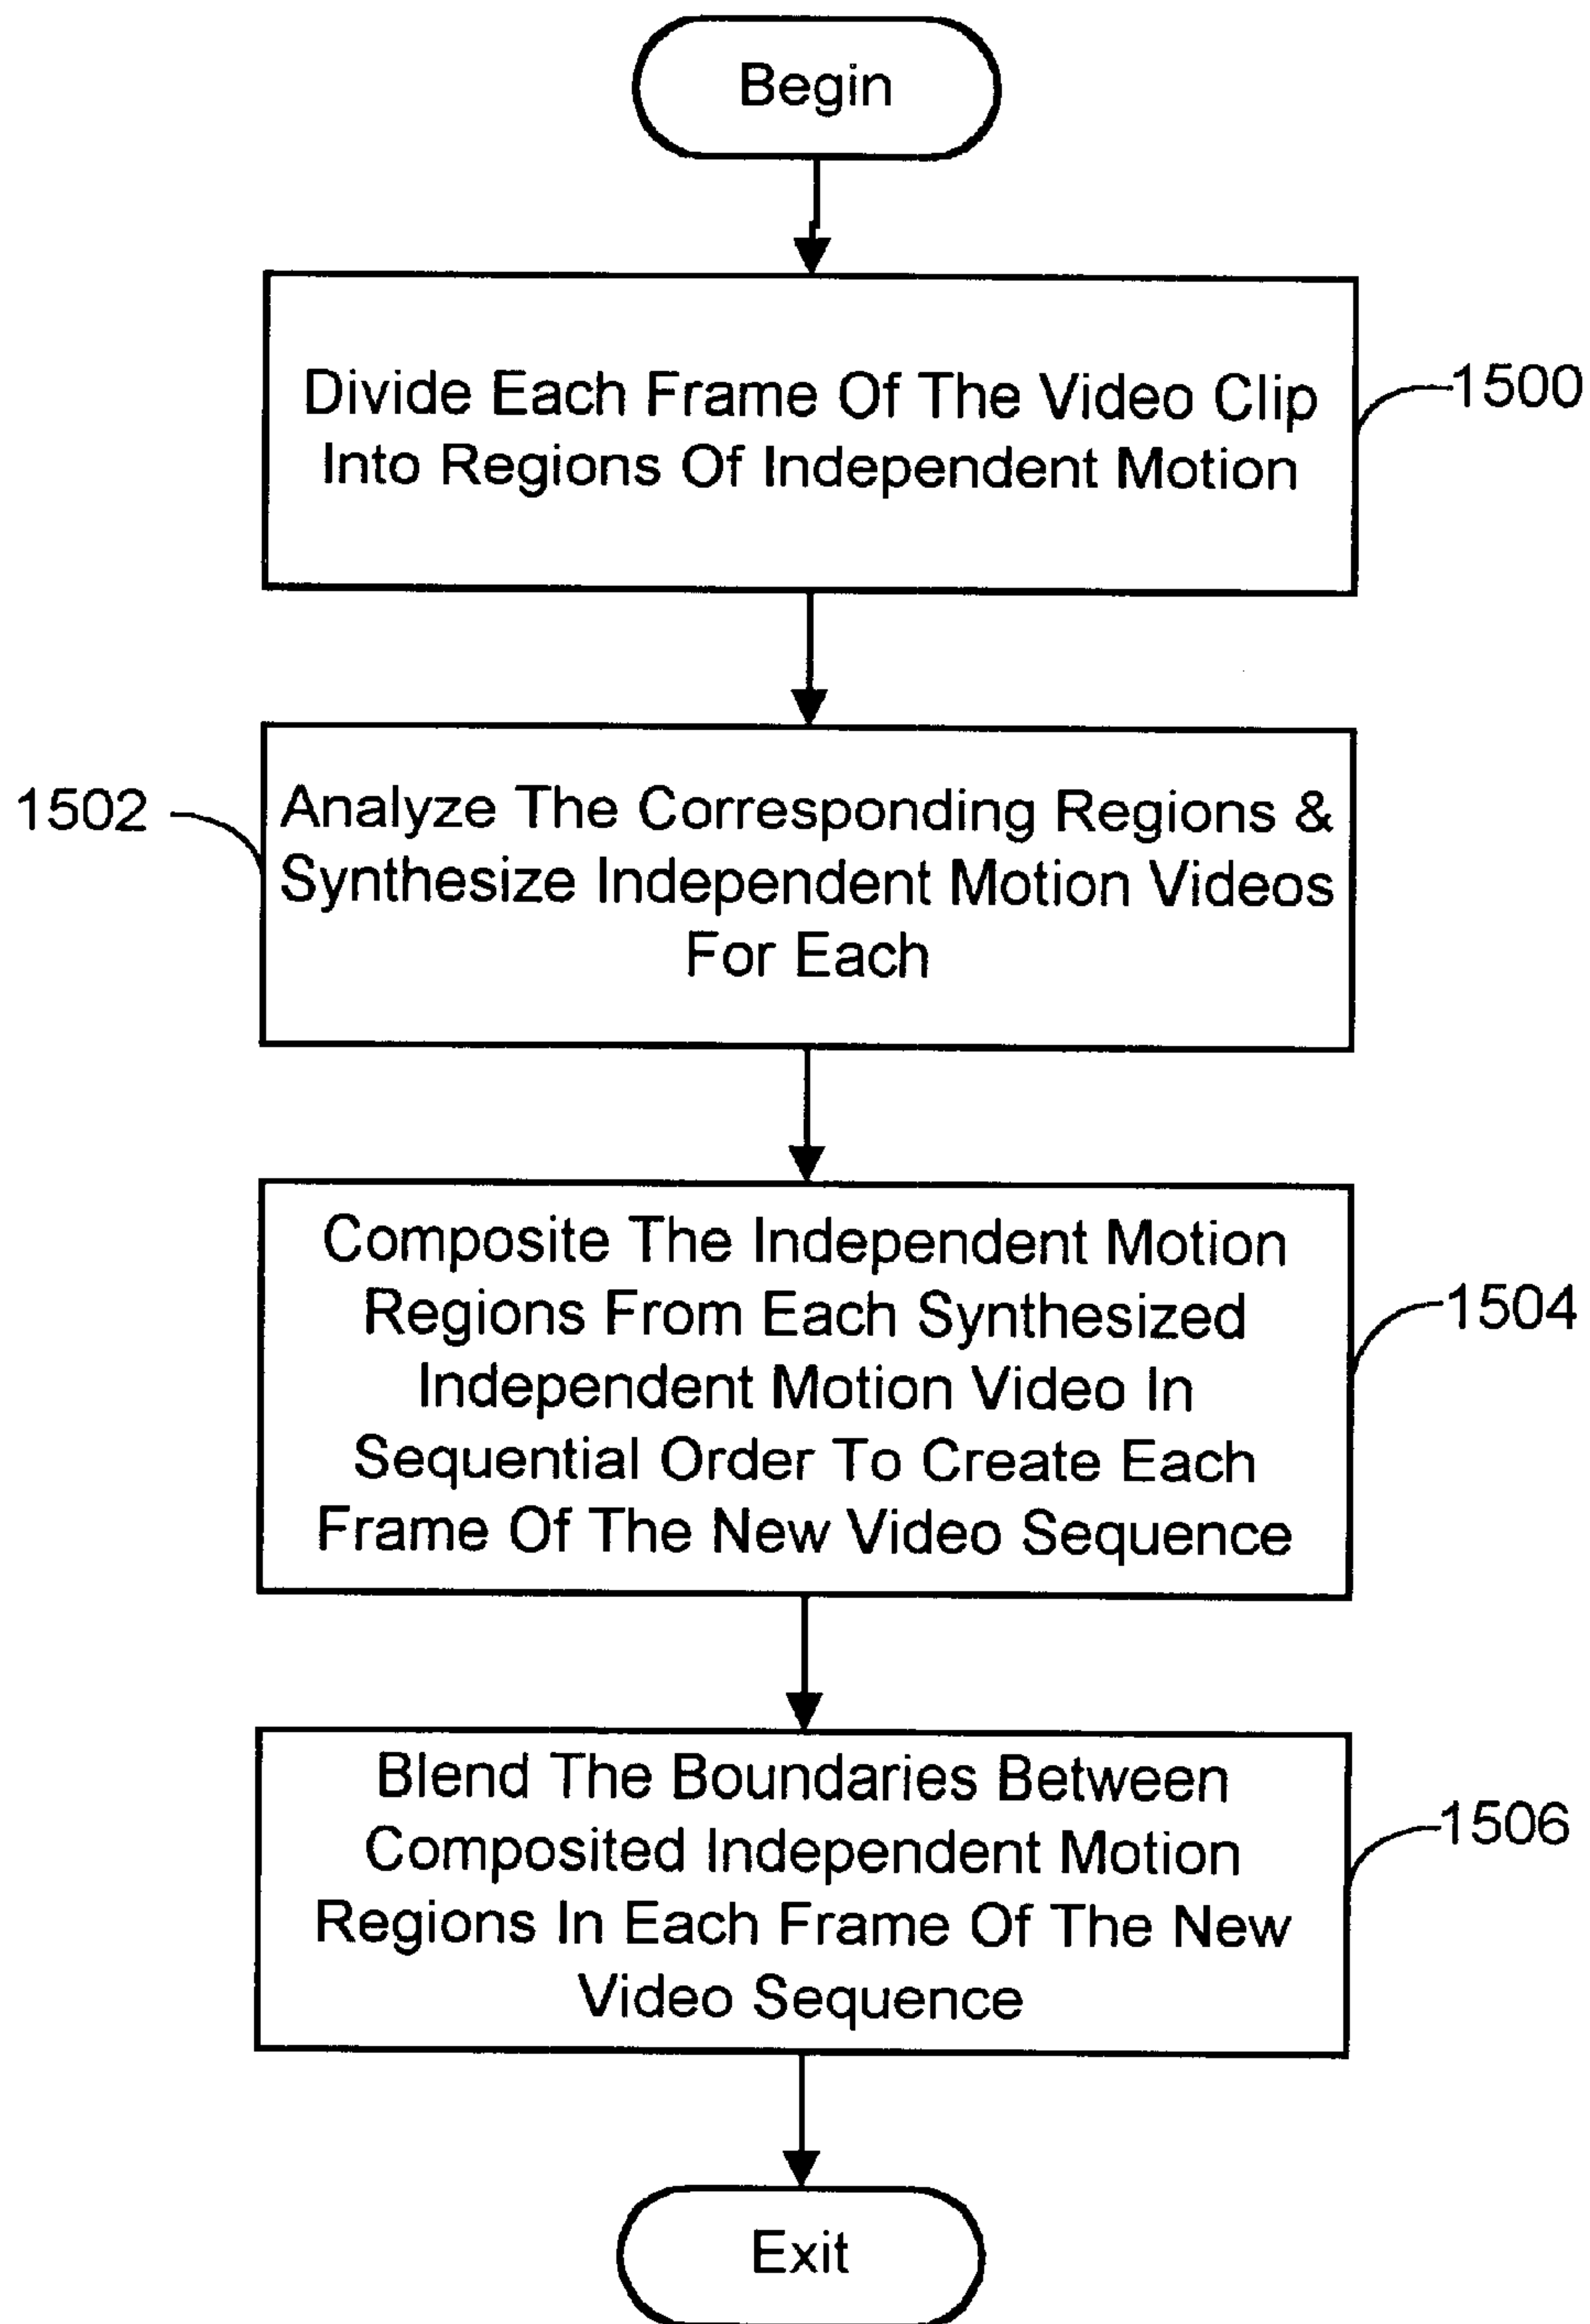 Begin
Divide Each Frame Of The Video Clip
Into Regions Of Independent Motion
1500
1502
Analyze The Corresponding Regions &
Synthesize Independent Motion Videos
For Each
Composite The Independent Motion
Regions From Each Synthesized
Independent Motion Video In
Sequential Order To Create Each
Frame Of The New Video Sequence
1504
Blend The Boundaries Between
Composited Independent Motion
Regions In Each Frame Of The New
Video Sequence
1506
Exit